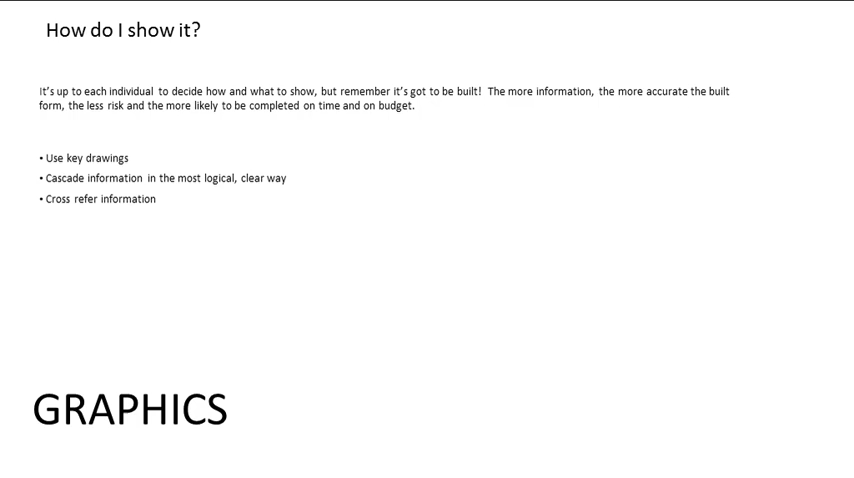 How do I show it?
It's up to each individual to decide how and what to show, but remember it's got to be built! The more information, the more accurate the built
form, the less risk and the more likely to be completed on time and on budget.
• Use key drawings
• Cascade information in the most logical, clear way
• Cross refer information
GRAPHICS